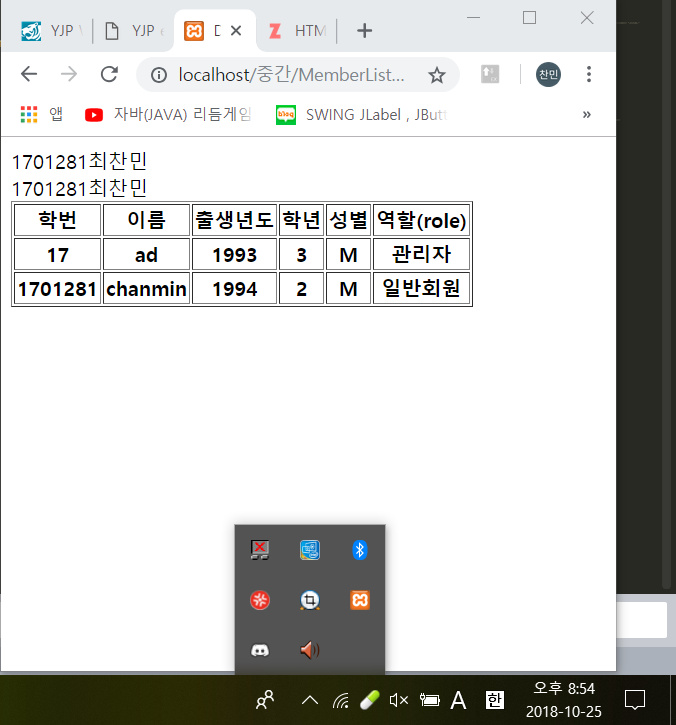 YJP
YJP
D
HTM
localhost/중간/MemberList...
찬민
앱
자바(JAVA) 리듬게임
blog
SWING JLabel , JButt
»
1701281최찬민
1701281최찬민
학번 이름 출생년도 학년 성별 역할(role)
17 ad 1993 3 M 관리자
1701281 chanmin 1994 2 M 일반회원
A
한
오후 8:54
2018-10-25